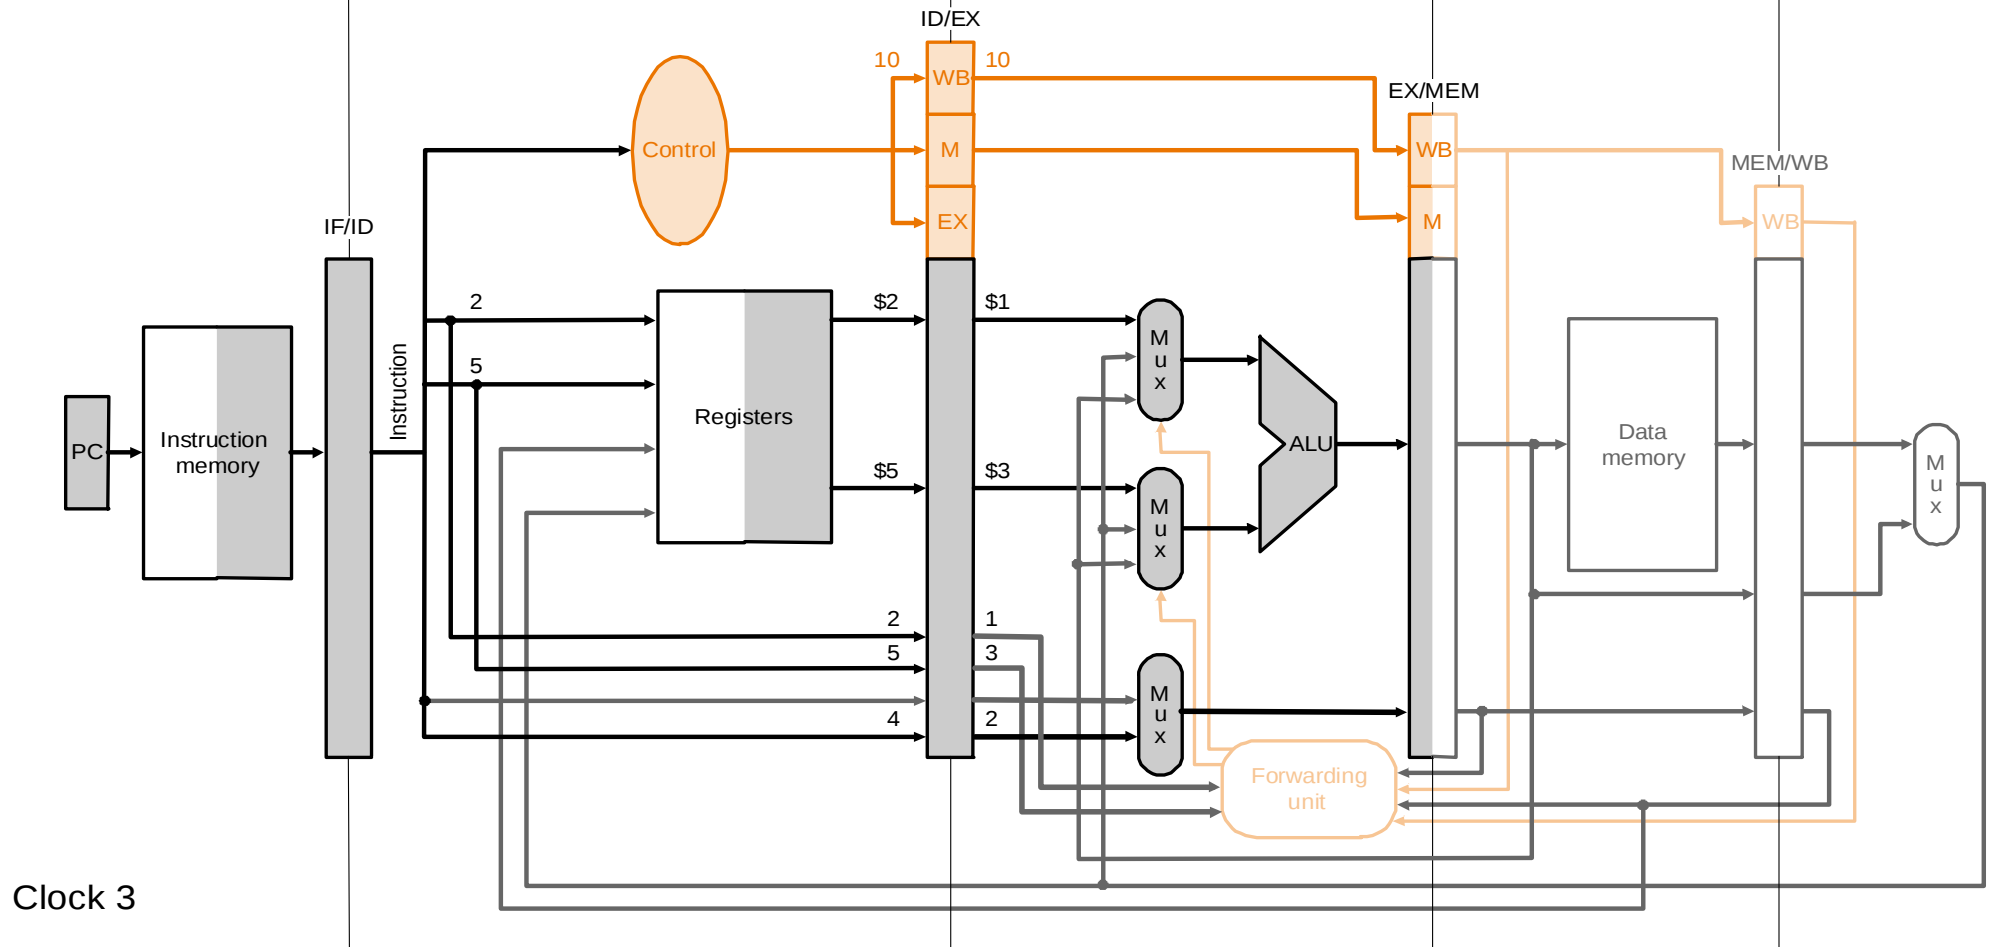 ID/EX
10
WB
10
EX/MEM
Control
M
WB
MEM/WB
IF/ID
EX
M
WB
2
$2
$1
M
u
x
Instruction
5
Registers
PC
Instruction
memory
ALU
Data
memory
M
u
x
$5
$3
M
u
x
2
1
5
3
4
2
M
u
x
Forwarding
unit
Clock 3